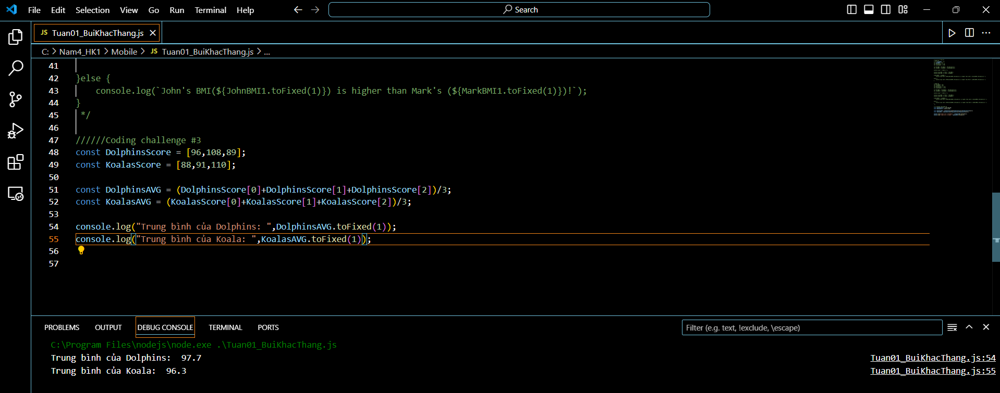 File Edit Selection View Go Run Terminal Help
Search
JS Tuan01_BuiKhacThang.js
C: > Nam4_HK1 > Mobile > JS Tuan01_BuiKhacThang.js > ...
41
42 }else {
43 console.log(`John's BMI(${JohnBMI1.toFixed(1)}) is higher than Mark's (${MarkBMI1.toFixed(1)})!`);
44 }
45 */
46
47 //////Coding challenge #3
48 const DolphinsScore = [96,108,89];
49 const KoalasScore = [88,91,110];
50
51 const DolphinsAVG = (DolphinsScore[0]+DolphinsScore[1]+DolphinsScore[2])/3;
52 const KoalasAVG = (KoalasScore[0]+KoalasScore[1]+KoalasScore[2])/3;
53
54 console.log("Trung bình của Dolphins: ",DolphinsAVG.toFixed(1));
55 console.log("Trung bình của Koala: ",KoalasAVG.toFixed(1));
56
57
PROBLEMS OUTPUT DEBUG CONSOLE TERMINAL PORTS
Filter (e.g. text, !exclude, \escape)
C:\Program Files\nodejs\node.exe .\Tuan01_BuiKhacThang.js
Trung bình của Dolphins:  97.7 Tuan01_BuiKhacThang.js:54
Trung bình của Koala:  96.3 Tuan01_BuiKhacThang.js:55